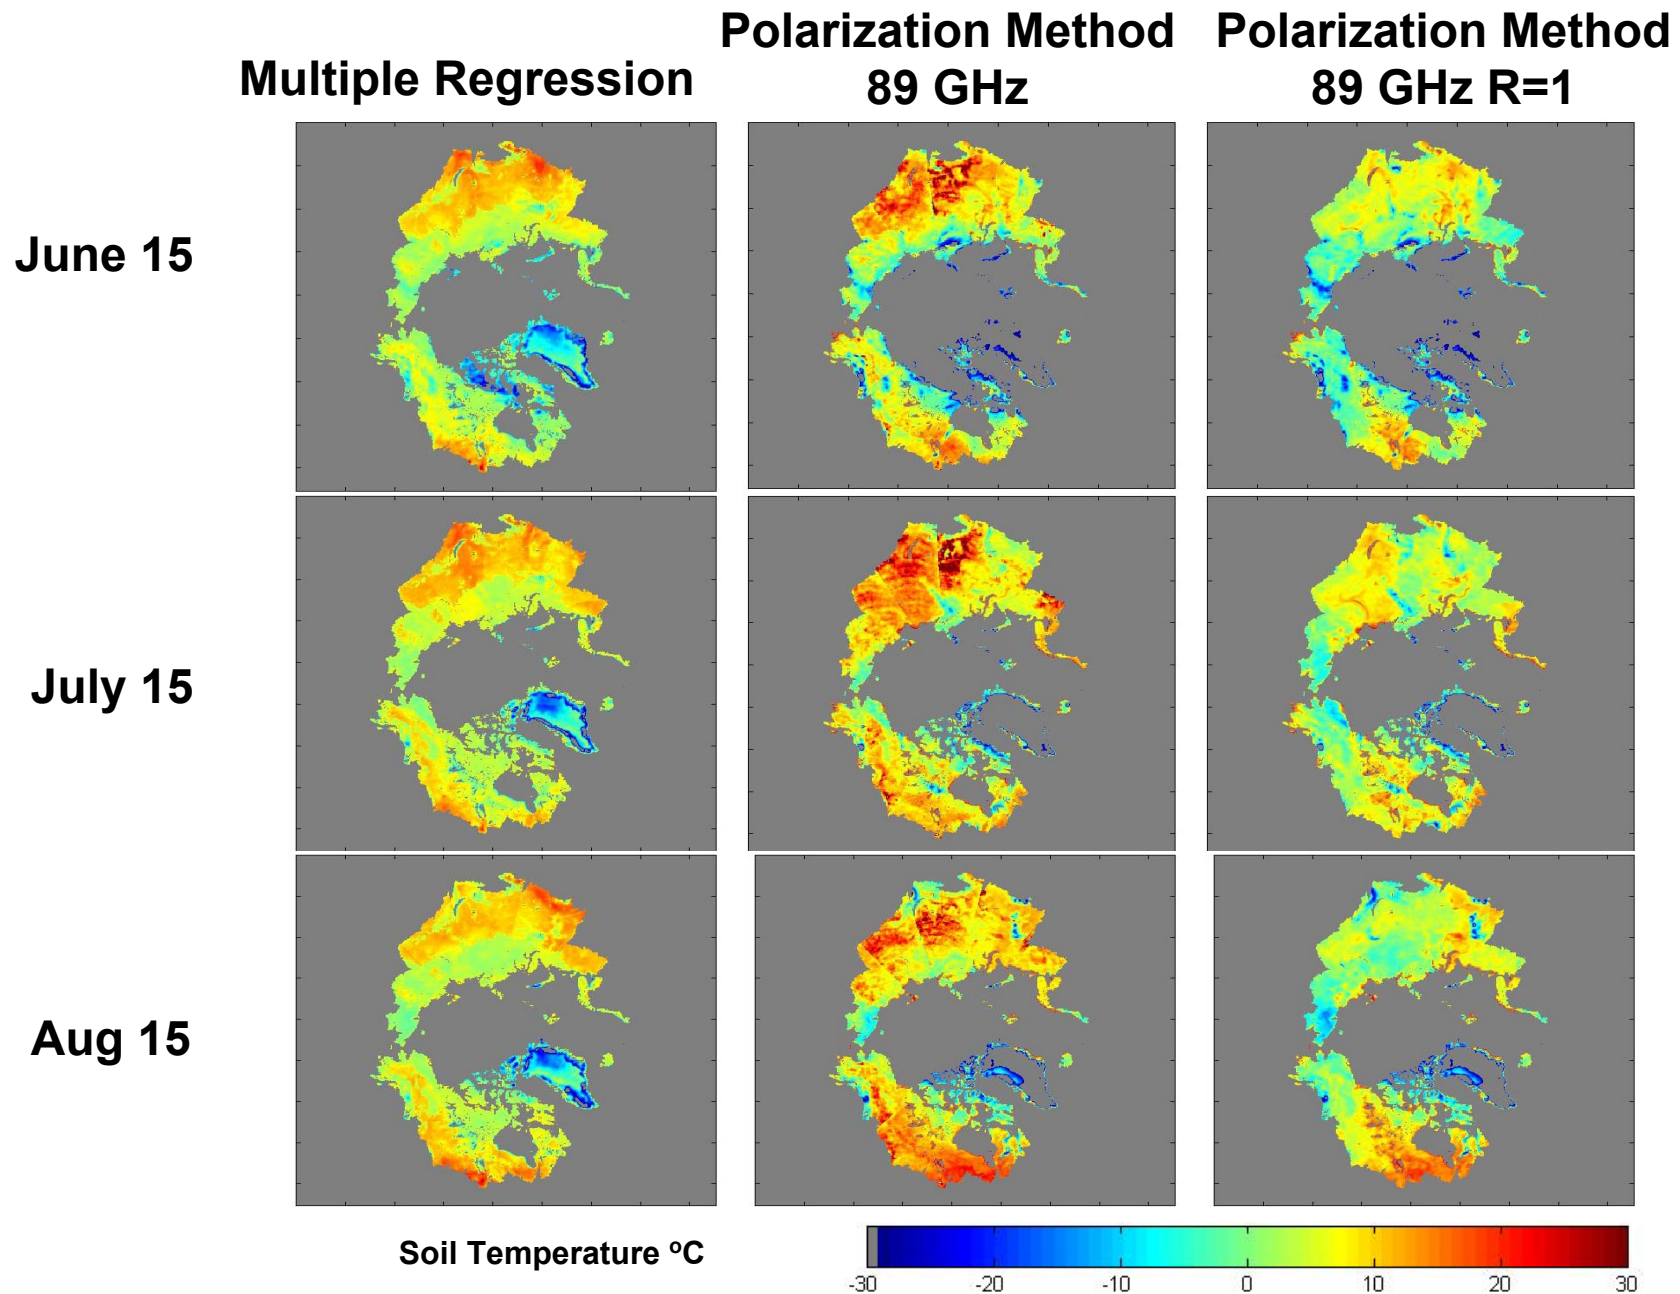 Multiple Regression
Polarization Method
89 GHz
Polarization Method
89 GHz R=1
June 15
July 15
Aug 15
Soil Temperature ºC
-30 -20 -10 0 10 20 30